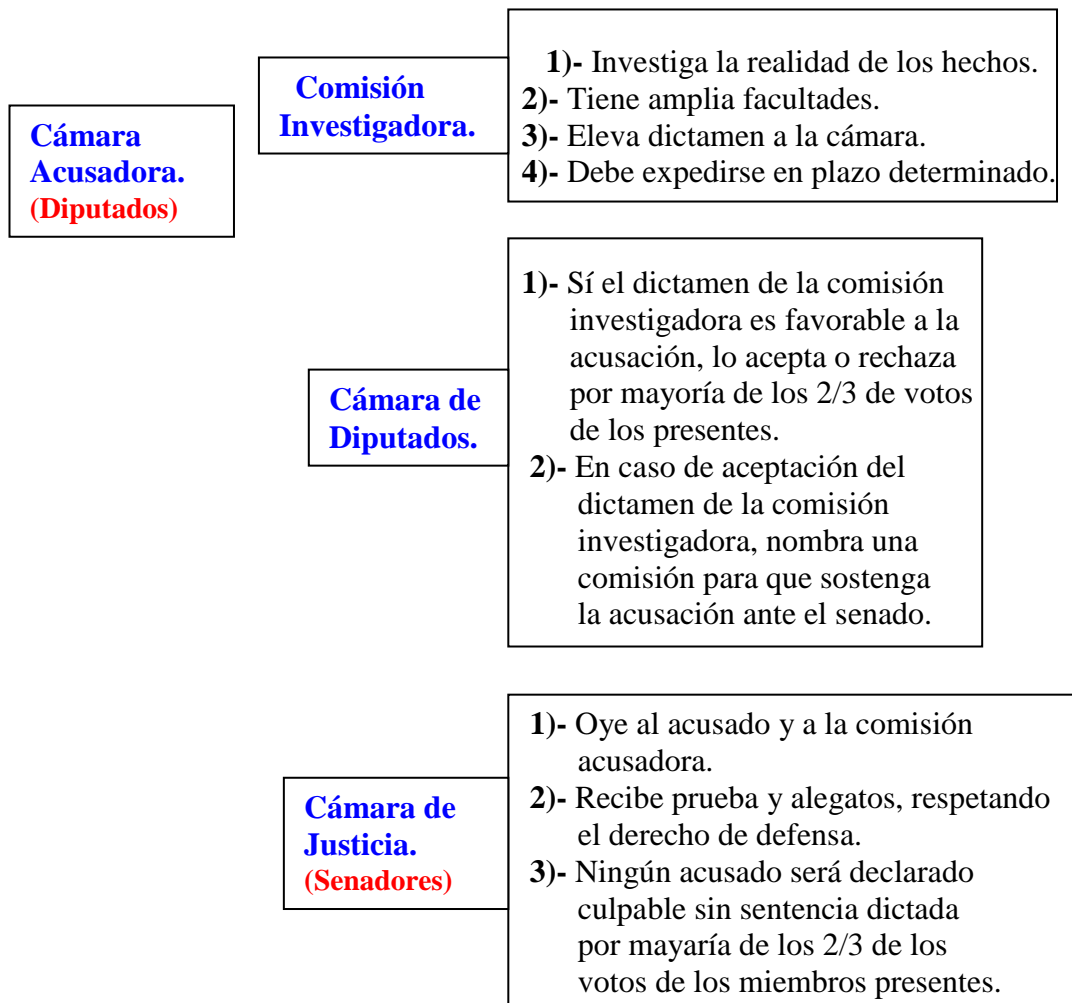 Cámara
Acusadora.
(Diputados)
Comisión
Investigadora.
1)- Investiga la realidad de los hechos.
2)- Tiene amplia facultades.
3)- Eleva dictamen a la cámara.
4)- Debe expedirse en plazo determinado.
Cámara de
Diputados.
1)- Sí el dictamen de la comisión
investigadora es favorable a la
acusación, lo acepta o rechaza
por mayoría de los 2/3 de votos
de los presentes.
2)- En caso de aceptación del
dictamen de la comisión
investigadora, nombra una
comisión para que sostenga
la acusación ante el senado.
Cámara de
Justicia.
(Senadores)
1)- Oye al acusado y a la comisión
acusadora.
2)- Recibe prueba y alegatos, respetando
el derecho de defensa.
3)- Ningún acusado será declarado
culpable sin sentencia dictada
por mayaría de los 2/3 de los
votos de los miembros presentes.